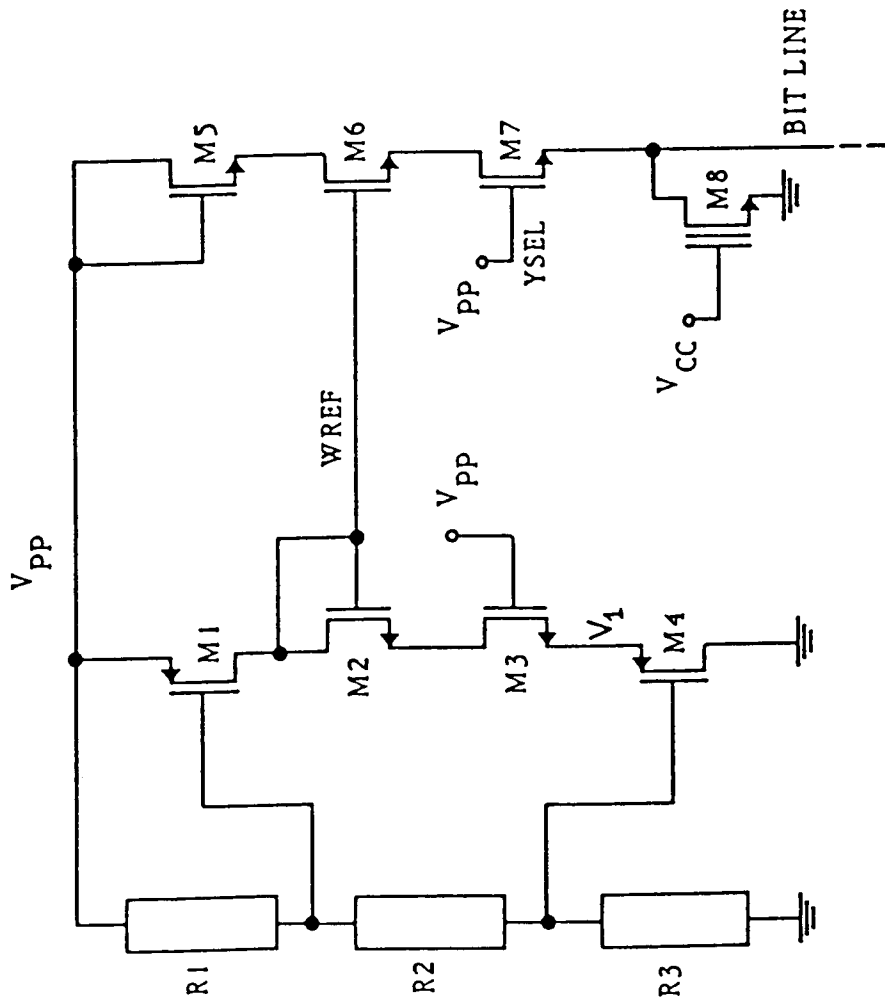 V_PP
R1
R2
R3
M1
M2
M3
V_1
M4
WREF
V_PP
M5
M6
M7
V_PP
YSEL
M8
V_CC
BIT LINE